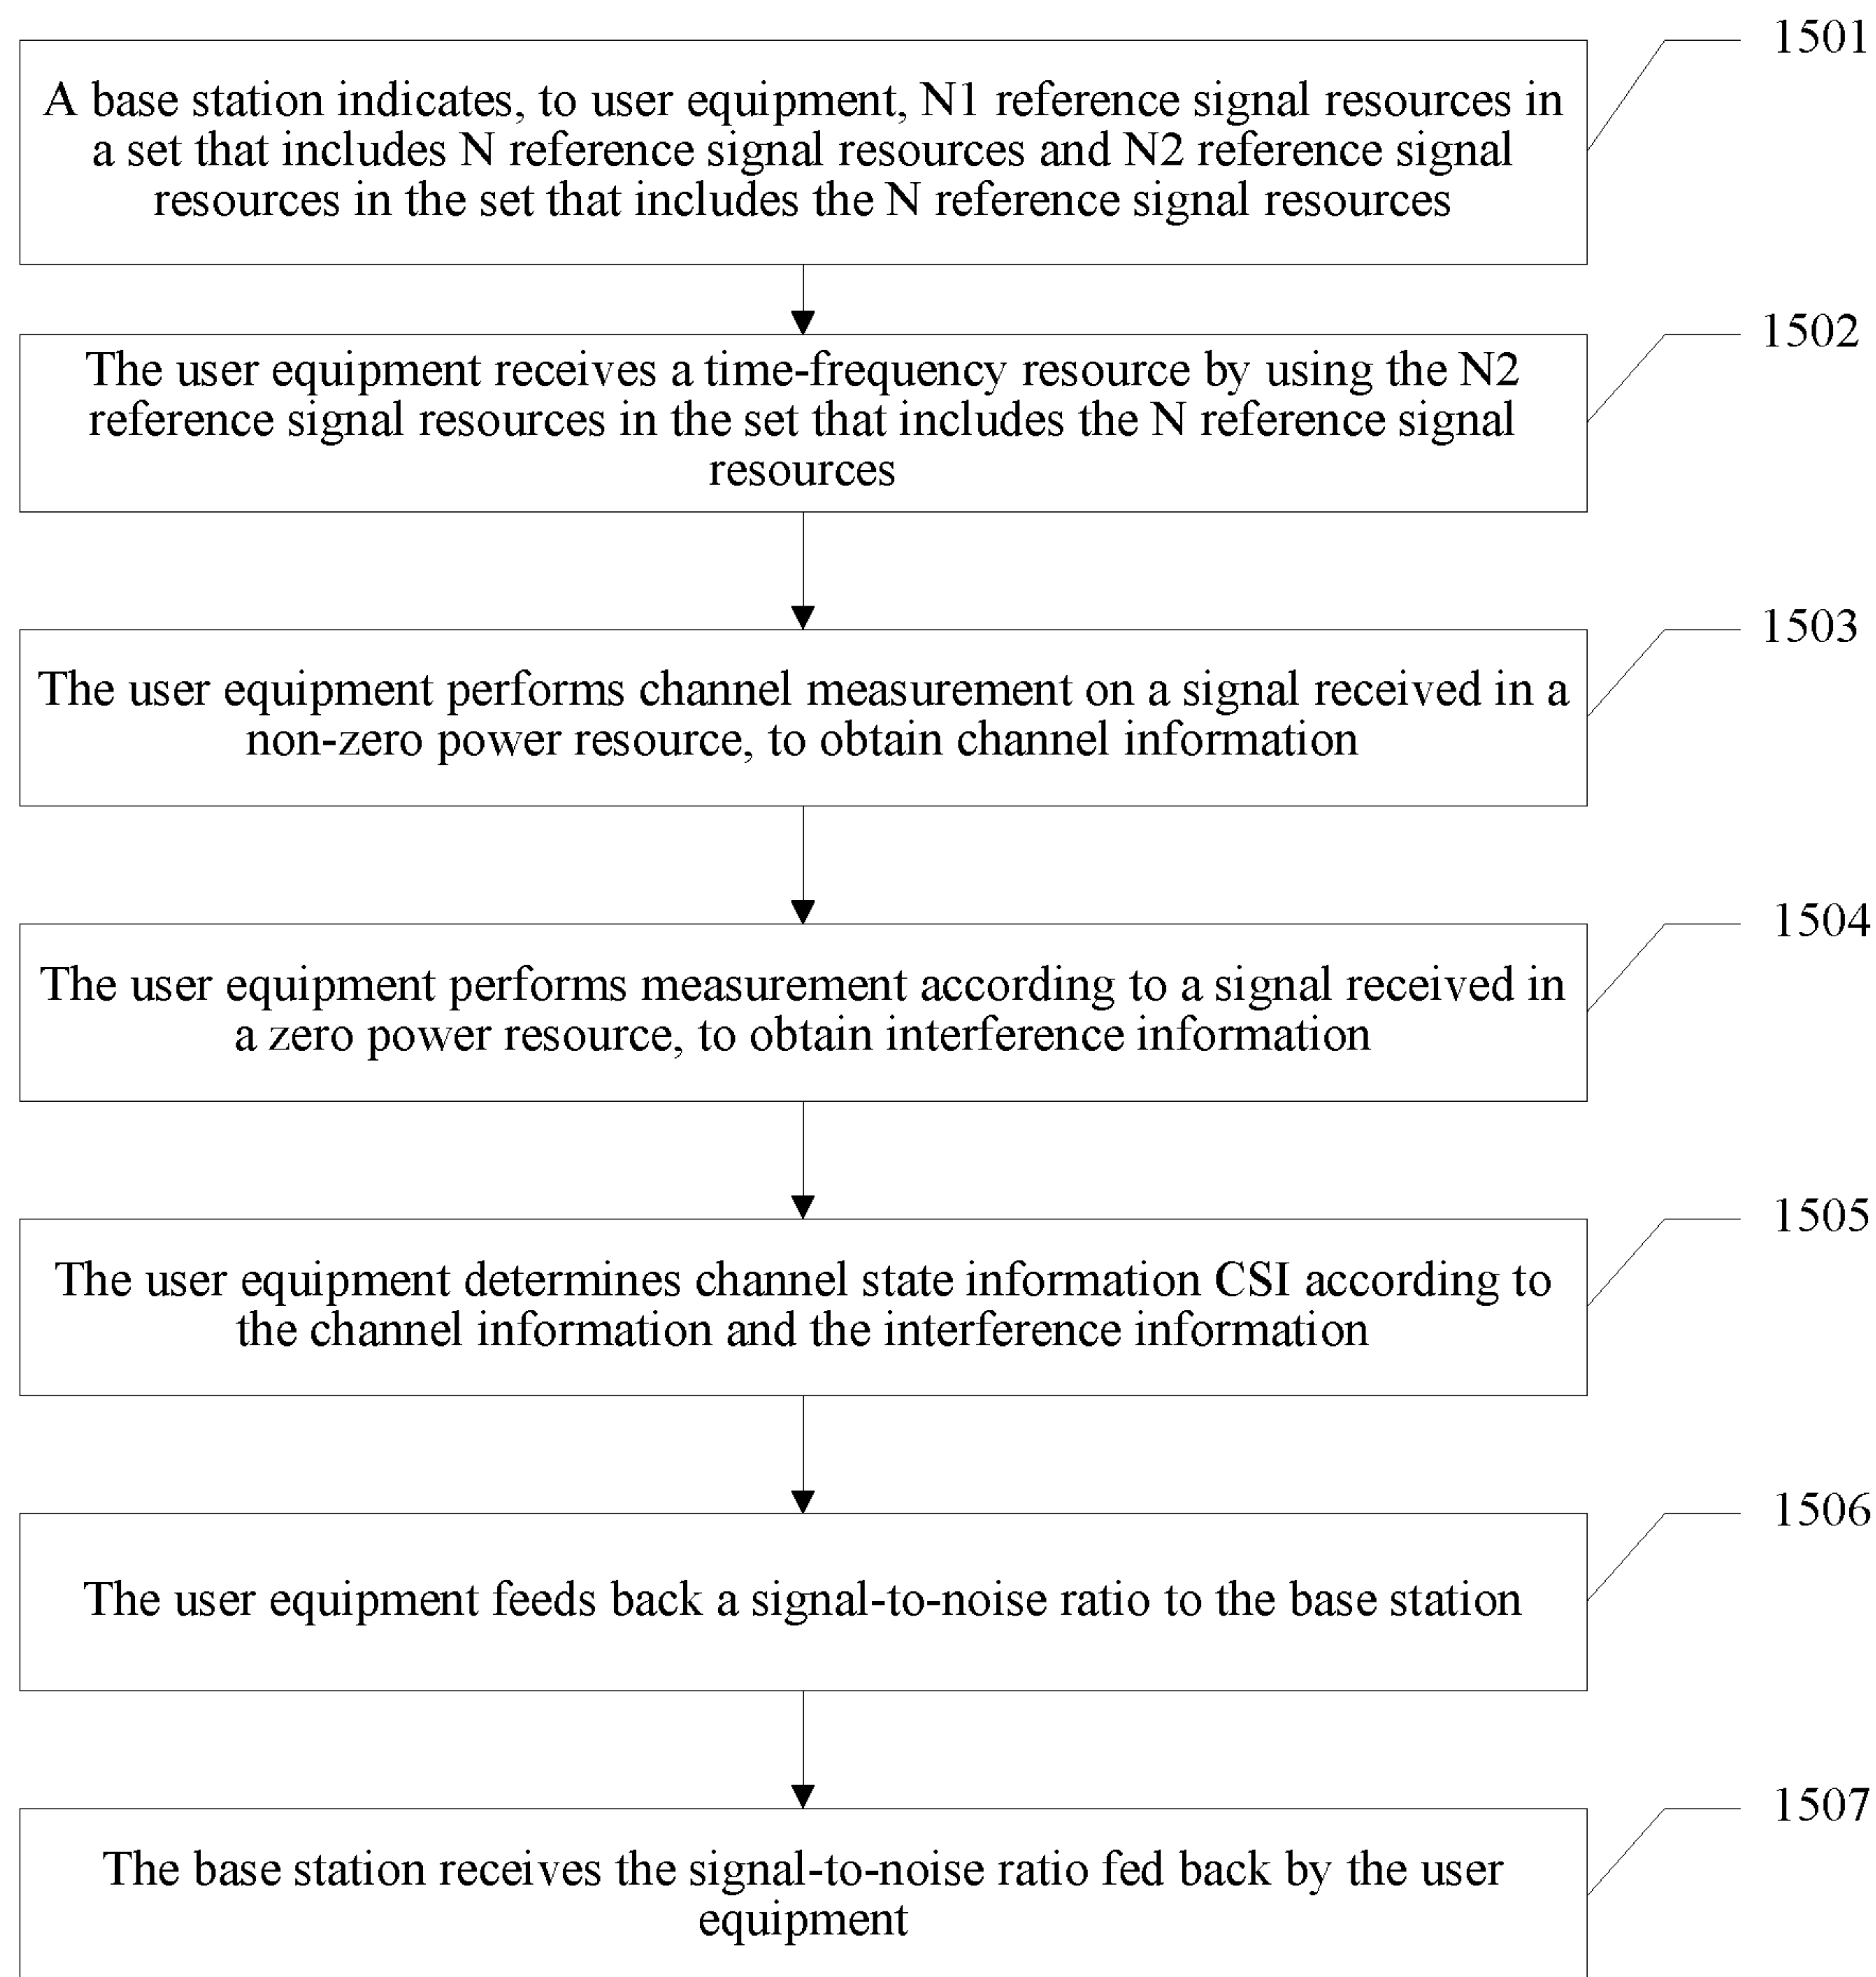 1501
A base station indicates, to user equipment, N1 reference signal resources in
a set that includes N reference signal resources and N2 reference signal
resources in the set that includes the N reference signal resources
1502
The user equipment receives a time-frequency resource by using the N2
reference signal resources in the set that includes the N reference signal
resources
1503
The user equipment performs channel measurement on a signal received in a
non-zero power resource, to obtain channel information
1504
The user equipment performs measurement according to a signal received in
a zero power resource, to obtain interference information
1505
The user equipment determines channel state information CSI according to
the channel information and the interference information
1506
The user equipment feeds back a signal-to-noise ratio to the base station
1507
The base station receives the signal-to-noise ratio fed back by the user
equipment